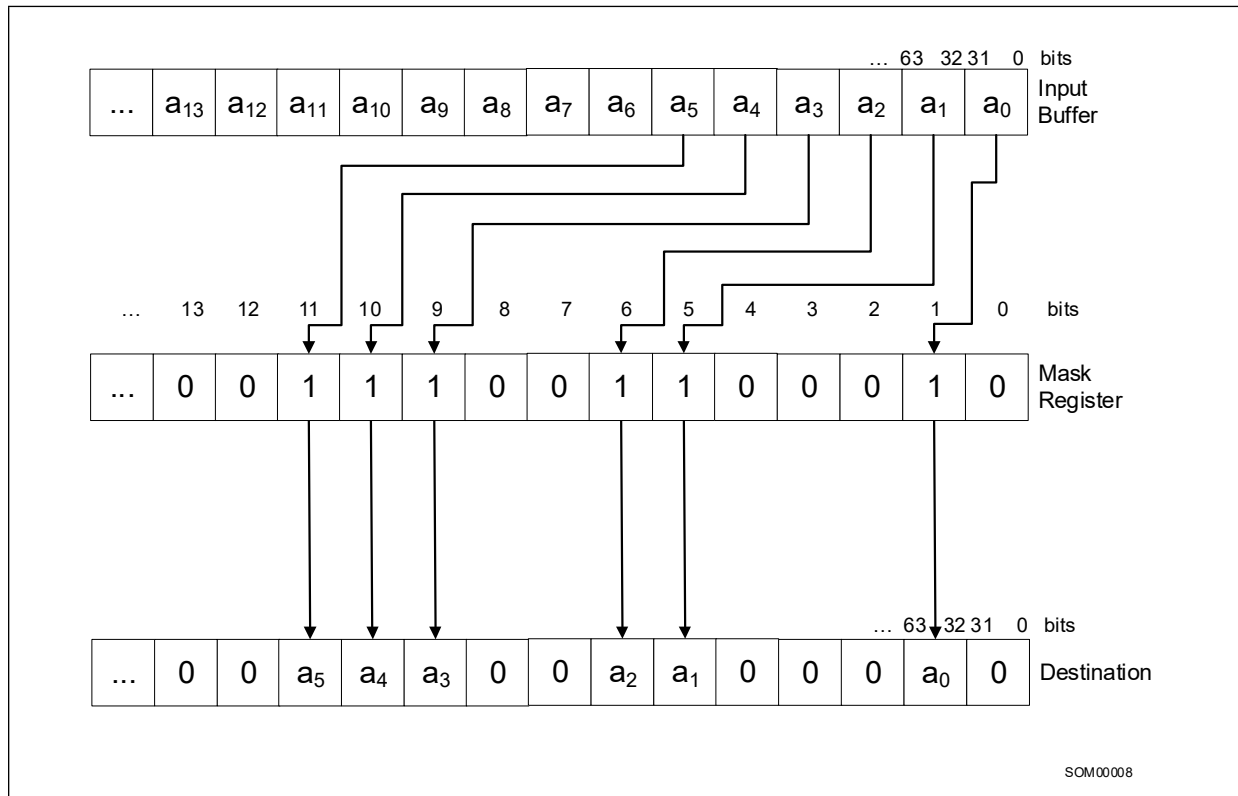 ... 63 32 31 0 bits
... a₁₃ a₁₂ a₁₁ a₁₀ a₉ a₈ a₇ a₆ a₅ a₄ a₃ a₂ a₁ a₀ Input
Buffer
... 13 12 11 10 9 8 7 6 5 4 3 2 1 0 bits
... 0 0 1 1 1 0 0 1 1 0 0 0 1 0 Mask
Register
... 63 32 31 0 bits
... 0 0 a₅ a₄ a₃ 0 0 a₂ a₁ 0 0 0 a₀ 0 Destination
SOM00008